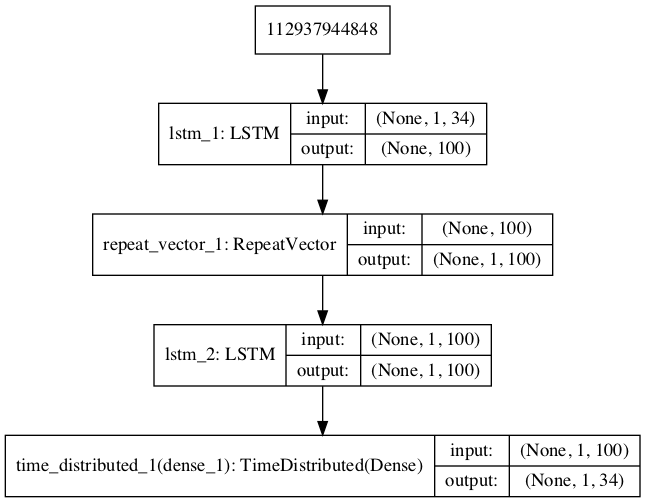 112937944848
lstm_1: LSTM
input:
(None, 1, 34)
output:
(None, 100)
repeat_vector_1: RepeatVector
input:
(None, 100)
output:
(None, 1, 100)
lstm_2: LSTM
input:
(None, 1, 100)
output:
(None, 1, 100)
time_distributed_1(dense_1): TimeDistributed(Dense)
input:
(None, 1, 100)
output:
(None, 1, 34)